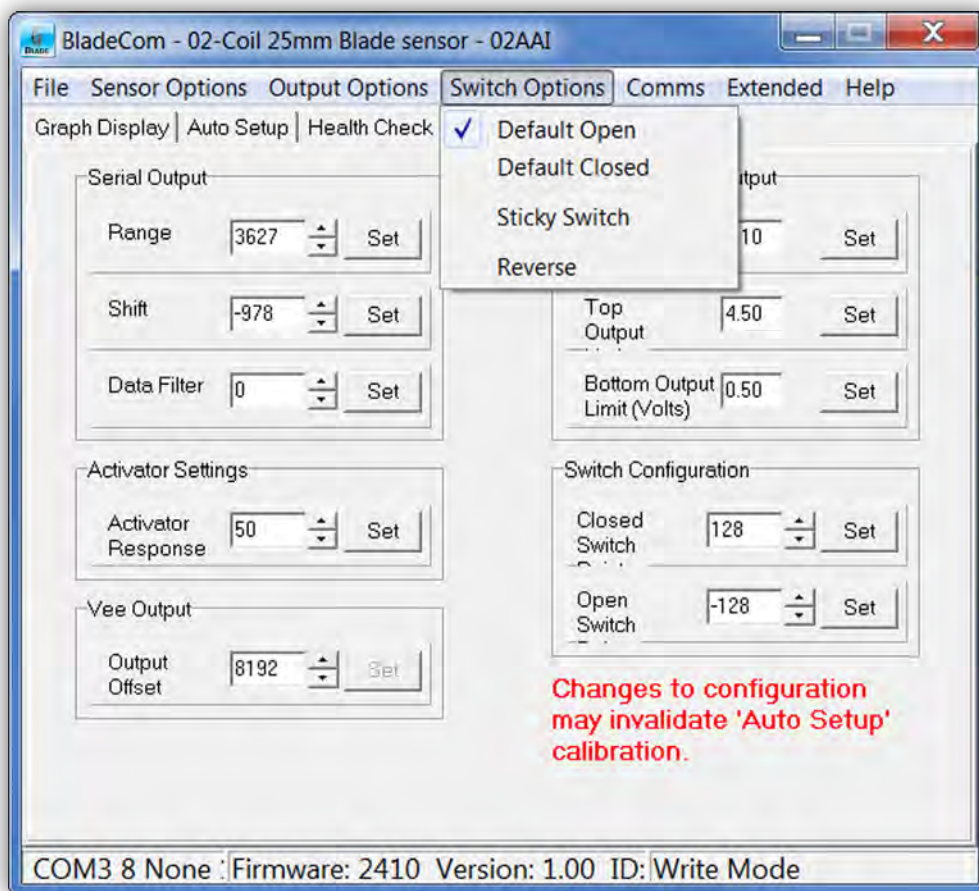 BladeCom - 02-Coil 25mm Blade sensor - 02AAI
File Sensor Options Output Options Switch Options Comms Extended Help
Graph Display Auto Setup Health Check
Default Open
Default Closed
Sticky Switch
Reverse
Serial Output
Range 3627 Set
Shift -978 Set
Data Filter 0 Set
Activator Settings
Activator
Response
50 Set
Vee Output
Output
Offset
8192 Set
10 Set
Top
Output
4.50 Set
Bottom Output
Limit (Volts)
0.50 Set
Switch Configuration
Closed
Switch
128 Set
Open
Switch
-128 Set
Changes to configuration
may invalidate 'Auto Setup'
calibration.
COM3 8 None Firmware: 2410 Version: 1.00 ID: Write Mode